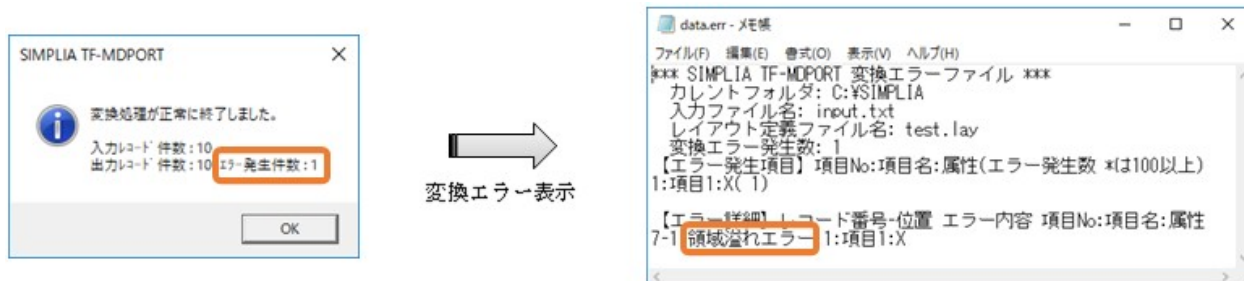 SIMPLIA TF-MDPORT
変換処理が正常に終了しました。
入力ﾚｺｰﾄﾞ件数:10
出力ﾚｺｰﾄﾞ件数:10 ｴﾗｰ発生件数:1
OK
変換エラー表示
data.err - メモ帳
ファイル(F) 編集(E) 書式(O) 表示(V) ヘルプ(H)
*** SIMPLIA TF-MDPORT 変換エラーファイル ***
カレントフォルダ: C:¥SIMPLIA
入力ファイル名: input.txt
レイアウト定義ファイル名: test.lay
変換エラー発生数: 1
【エラー発生項目】項目No:項目名:属性(エラー発生数 *は100以上)
1:項目1:X( 1)
【エラー詳細】レコード番号-位置 エラー内容 項目No:項目名:属性
7-1 領域溢れエラー 1:項目1:X